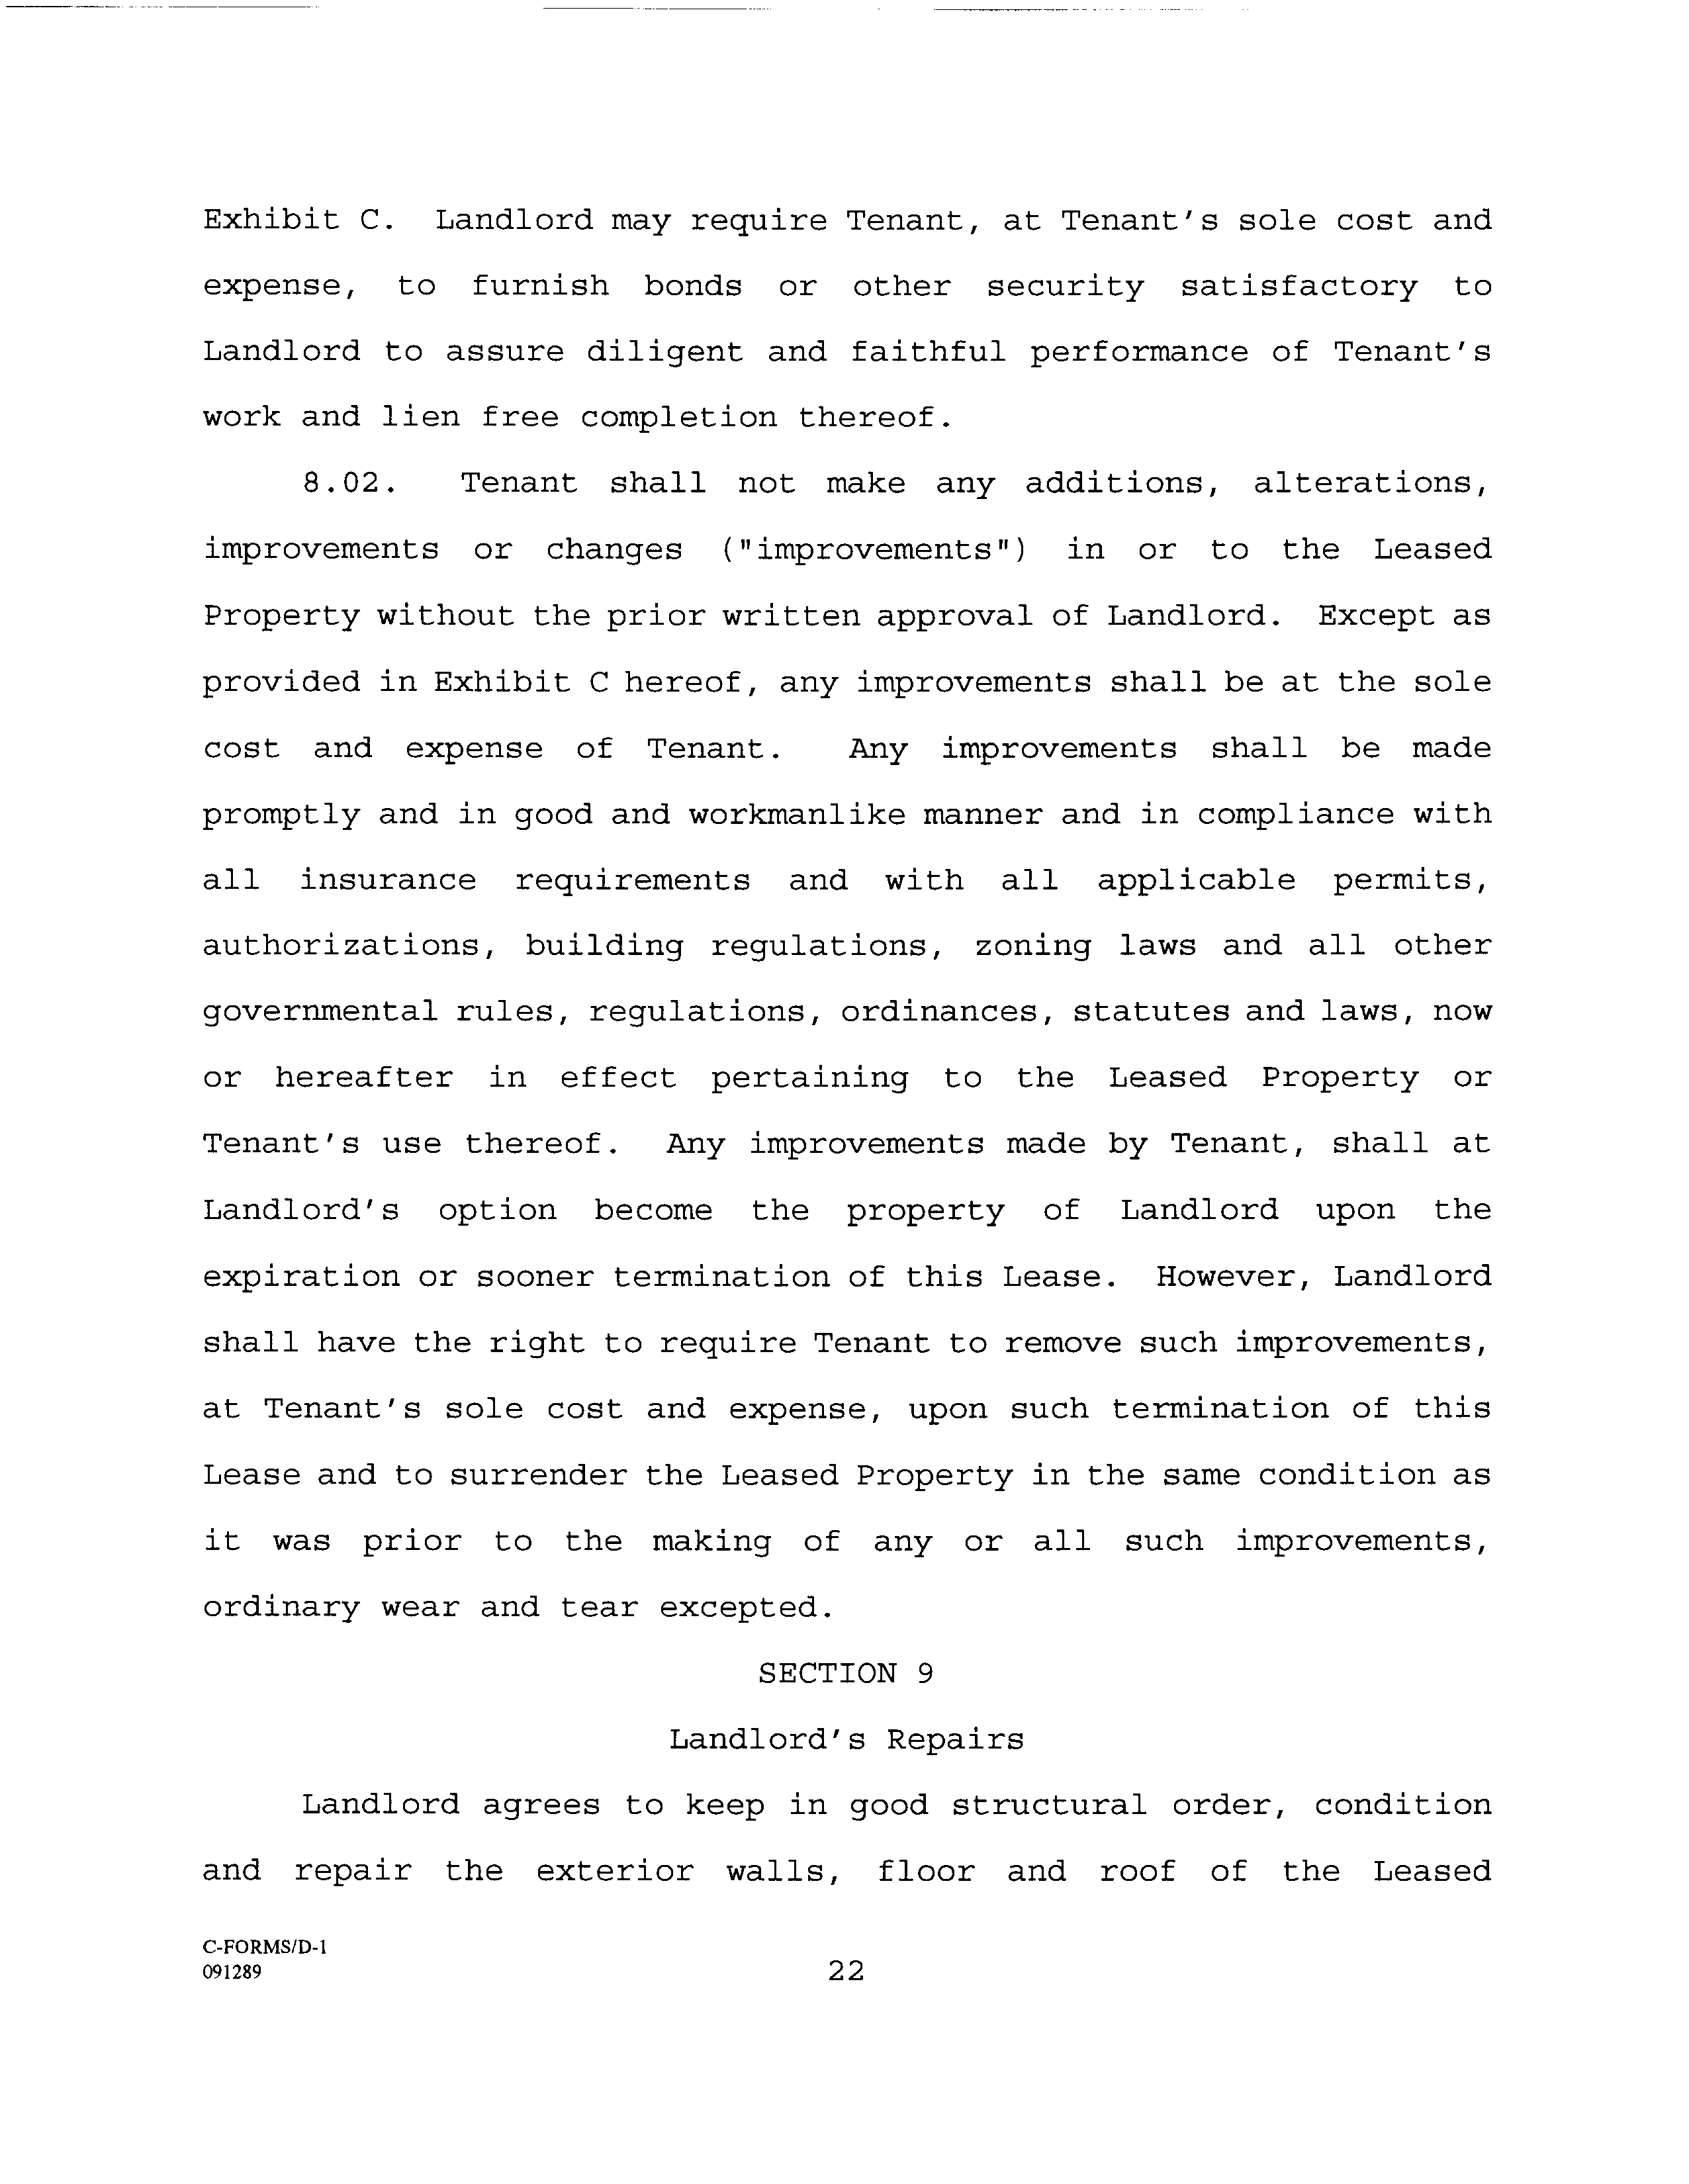 Exhibit C. Landlord may require Tenant, at Tenant's sole cost and
expense, to furnish bonds or other security satisfactory to
Landlord to assure diligent and faithful performance of Tenant's
work and lien free completion thereof.
8.02. Tenant shall not make any additions, alterations,
improvements or changes ("improvements") in or to the Leased
Property without the prior written approval of Landlord. Except as
provided in Exhibit C hereof, any improvements shall be at the sole
cost and expense of Tenant. Any improvements shall be made
promptly and in good and workmanlike manner and in compliance with
all insurance requirements and with all applicable permits,
authorizations, building regulations, zoning laws and all other
governmental rules, regulations, ordinances, statutes and laws, now
or hereafter in effect pertaining to the Leased Property or
Tenant's use thereof. Any improvements made by Tenant, shall at
Landlord's option become the property of Landlord upon the
expiration or sooner termination of this Lease. However, Landlord
shall have the right to require Tenant to remove such improvements,
at Tenant's sole cost and expense, upon such termination of this
Lease and to surrender the Leased Property in the same condition as
it was prior to the making of any or all such improvements,
ordinary wear and tear excepted.
SECTION 9
Landlord's Repairs
Landlord agrees to keep in good structural order, condition
and repair the exterior walls, floor and roof of the Leased
C-FORMS/D-1
091289
22